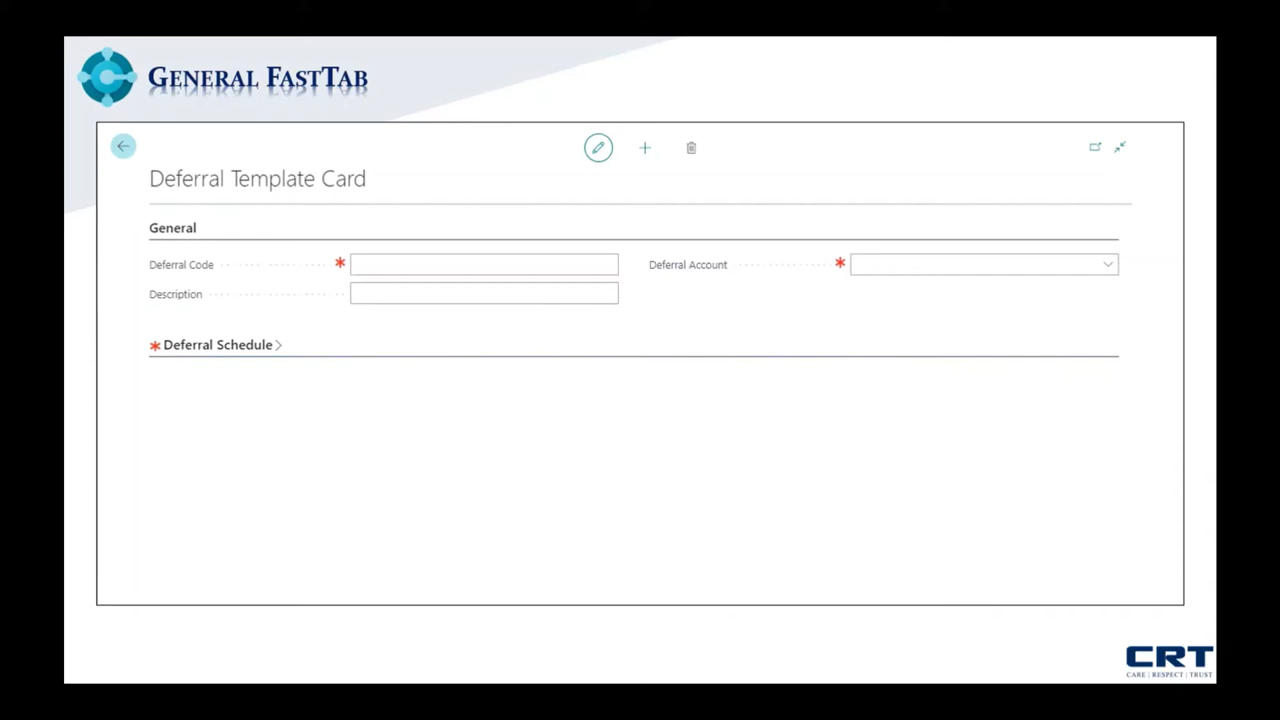 GENERAL FASTTAB
Deferral Template Card
General
Deferral Code
Deferral Account
Description
Deferral Schedule
CRT
CARE | RESPECT | TRUST